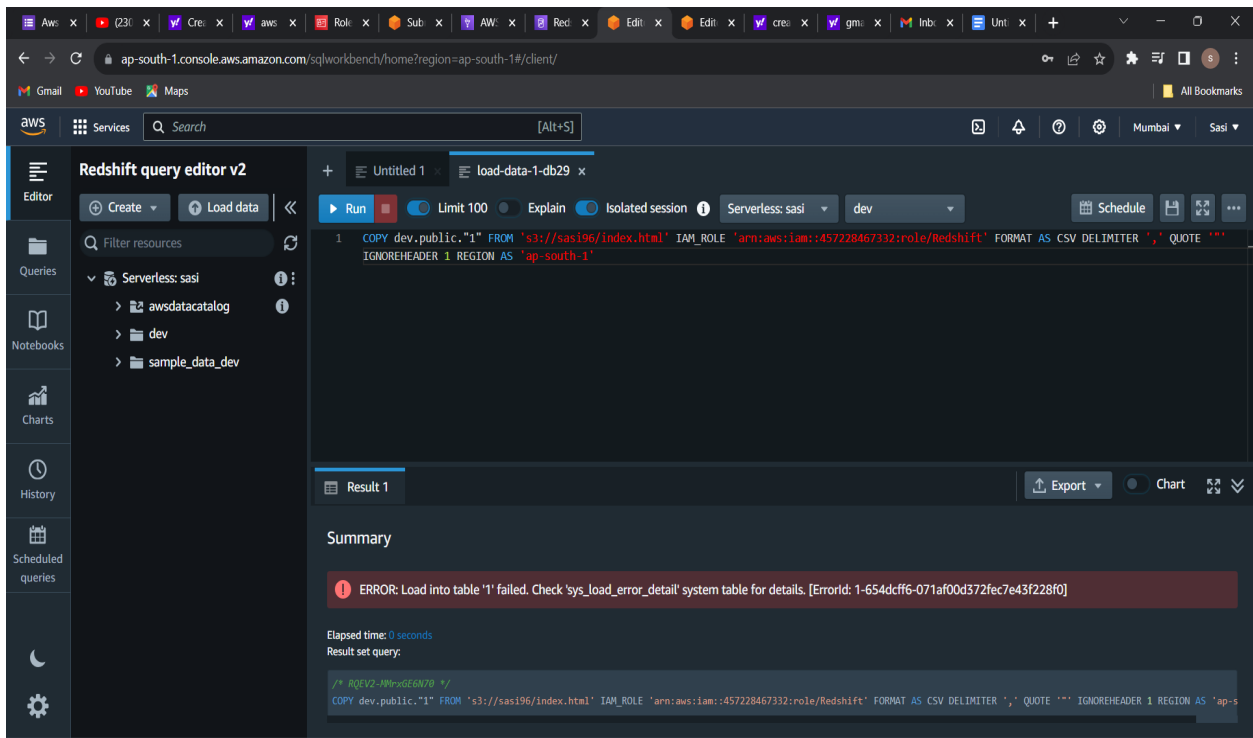 Aws
(230
Crea
aws
Role
Sub
AWS
Red
Edit
Edit
crea
gma
Inbo
Unti
ap-south-1.console.aws.amazon.com/sqlworkbench/home?region=ap-south-1#/client/
S
Gmail
YouTube
Maps
All Bookmarks
aws
Services
Search
[Alt+S]
Mumbai
Sasi
Editor
Queries
Notebooks
Charts
History
Scheduled
queries
Redshift query editor v2
Create
Load data
Filter resources
Serverless: sasi
awsdatacatalog
dev
sample_data_dev
Untitled 1
load-data-1-db29
Run
Limit 100
Explain
Isolated session
Serverless: sasi
dev
Schedule
1 COPY dev.public."1" FROM 's3://sasi96/index.html' IAM_ROLE 'arn:aws:iam::457228467332:role/Redshift' FORMAT AS CSV DELIMITER ',' QUOTE '"'
IGNOREHEADER 1 REGION AS 'ap-south-1'
Result 1
Export
Chart
Summary
ERROR: Load into table '1' failed. Check 'sys_load_error_detail' system table for details. [ErrorId: 1-654dcff6-071af00d372fec7e43f228f0]
Elapsed time: 0 seconds
Result set query:
/* RQEV2-MMrxGE6N70 */
COPY dev.public."1" FROM 's3://sasi96/index.html' IAM_ROLE 'arn:aws:iam::457228467332:role/Redshift' FORMAT AS CSV DELIMITER ',' QUOTE '"' IGNOREHEADER 1 REGION AS 'ap-s